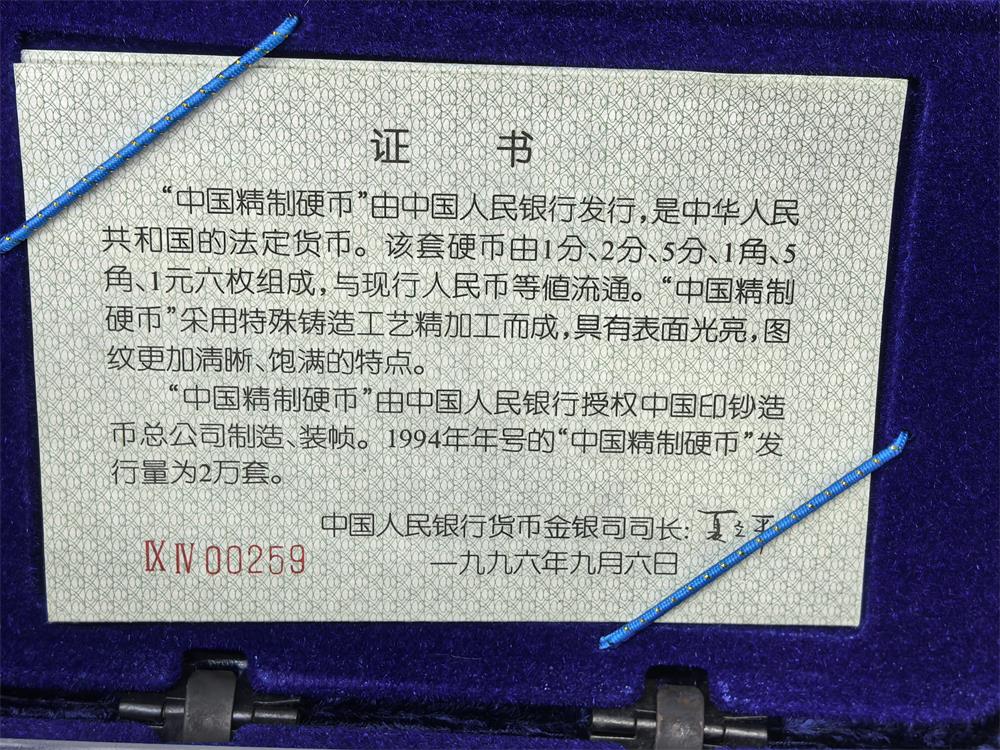 证 书
“中国精制硬币”由中国人民银行发行,是中华人民
共和国的法定货币。该套硬币由1分、2分、5分、1角、5
角、1元六枚组成,与现行人民币等値流通。“中国精制
硬币”采用特殊铸造工艺精加工而成,具有表面光亮,图
纹更加清晰、饱满的特点。
“中国精制硬币”由中国人民银行授权中国印钞造
币总公司制造、装帧。1994年年号的“中国精制硬币”发
行量为2万套。
中国人民银行货币金银司司长:
一九九六年九月六日
IX IV 00259